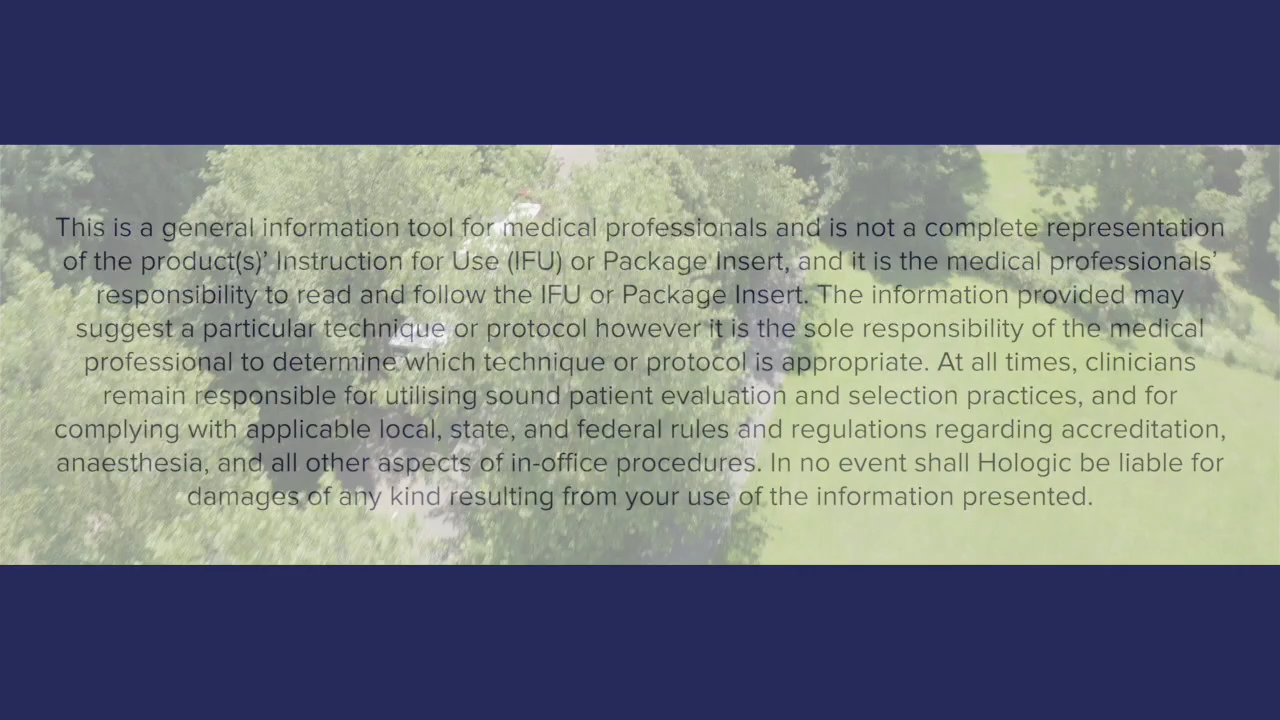 This is a general information tool for medical professionals and is not a complete representation
of the product(s)’ Instruction for Use (IFU) or Package Insert, and it is the medical professionals’
responsibility to read and follow the IFU or Package Insert. The information provided may
suggest a particular technique or protocol however it is the sole responsibility of the medical
professional to determine which technique or protocol is appropriate. At all times, clinicians
remain responsible for utilising sound patient evaluation and selection practices, and for
complying with applicable local, state, and federal rules and regulations regarding accreditation,
anaesthesia, and all other aspects of in-office procedures. In no event shall Hologic be liable for
damages of any kind resulting from your use of the information presented.